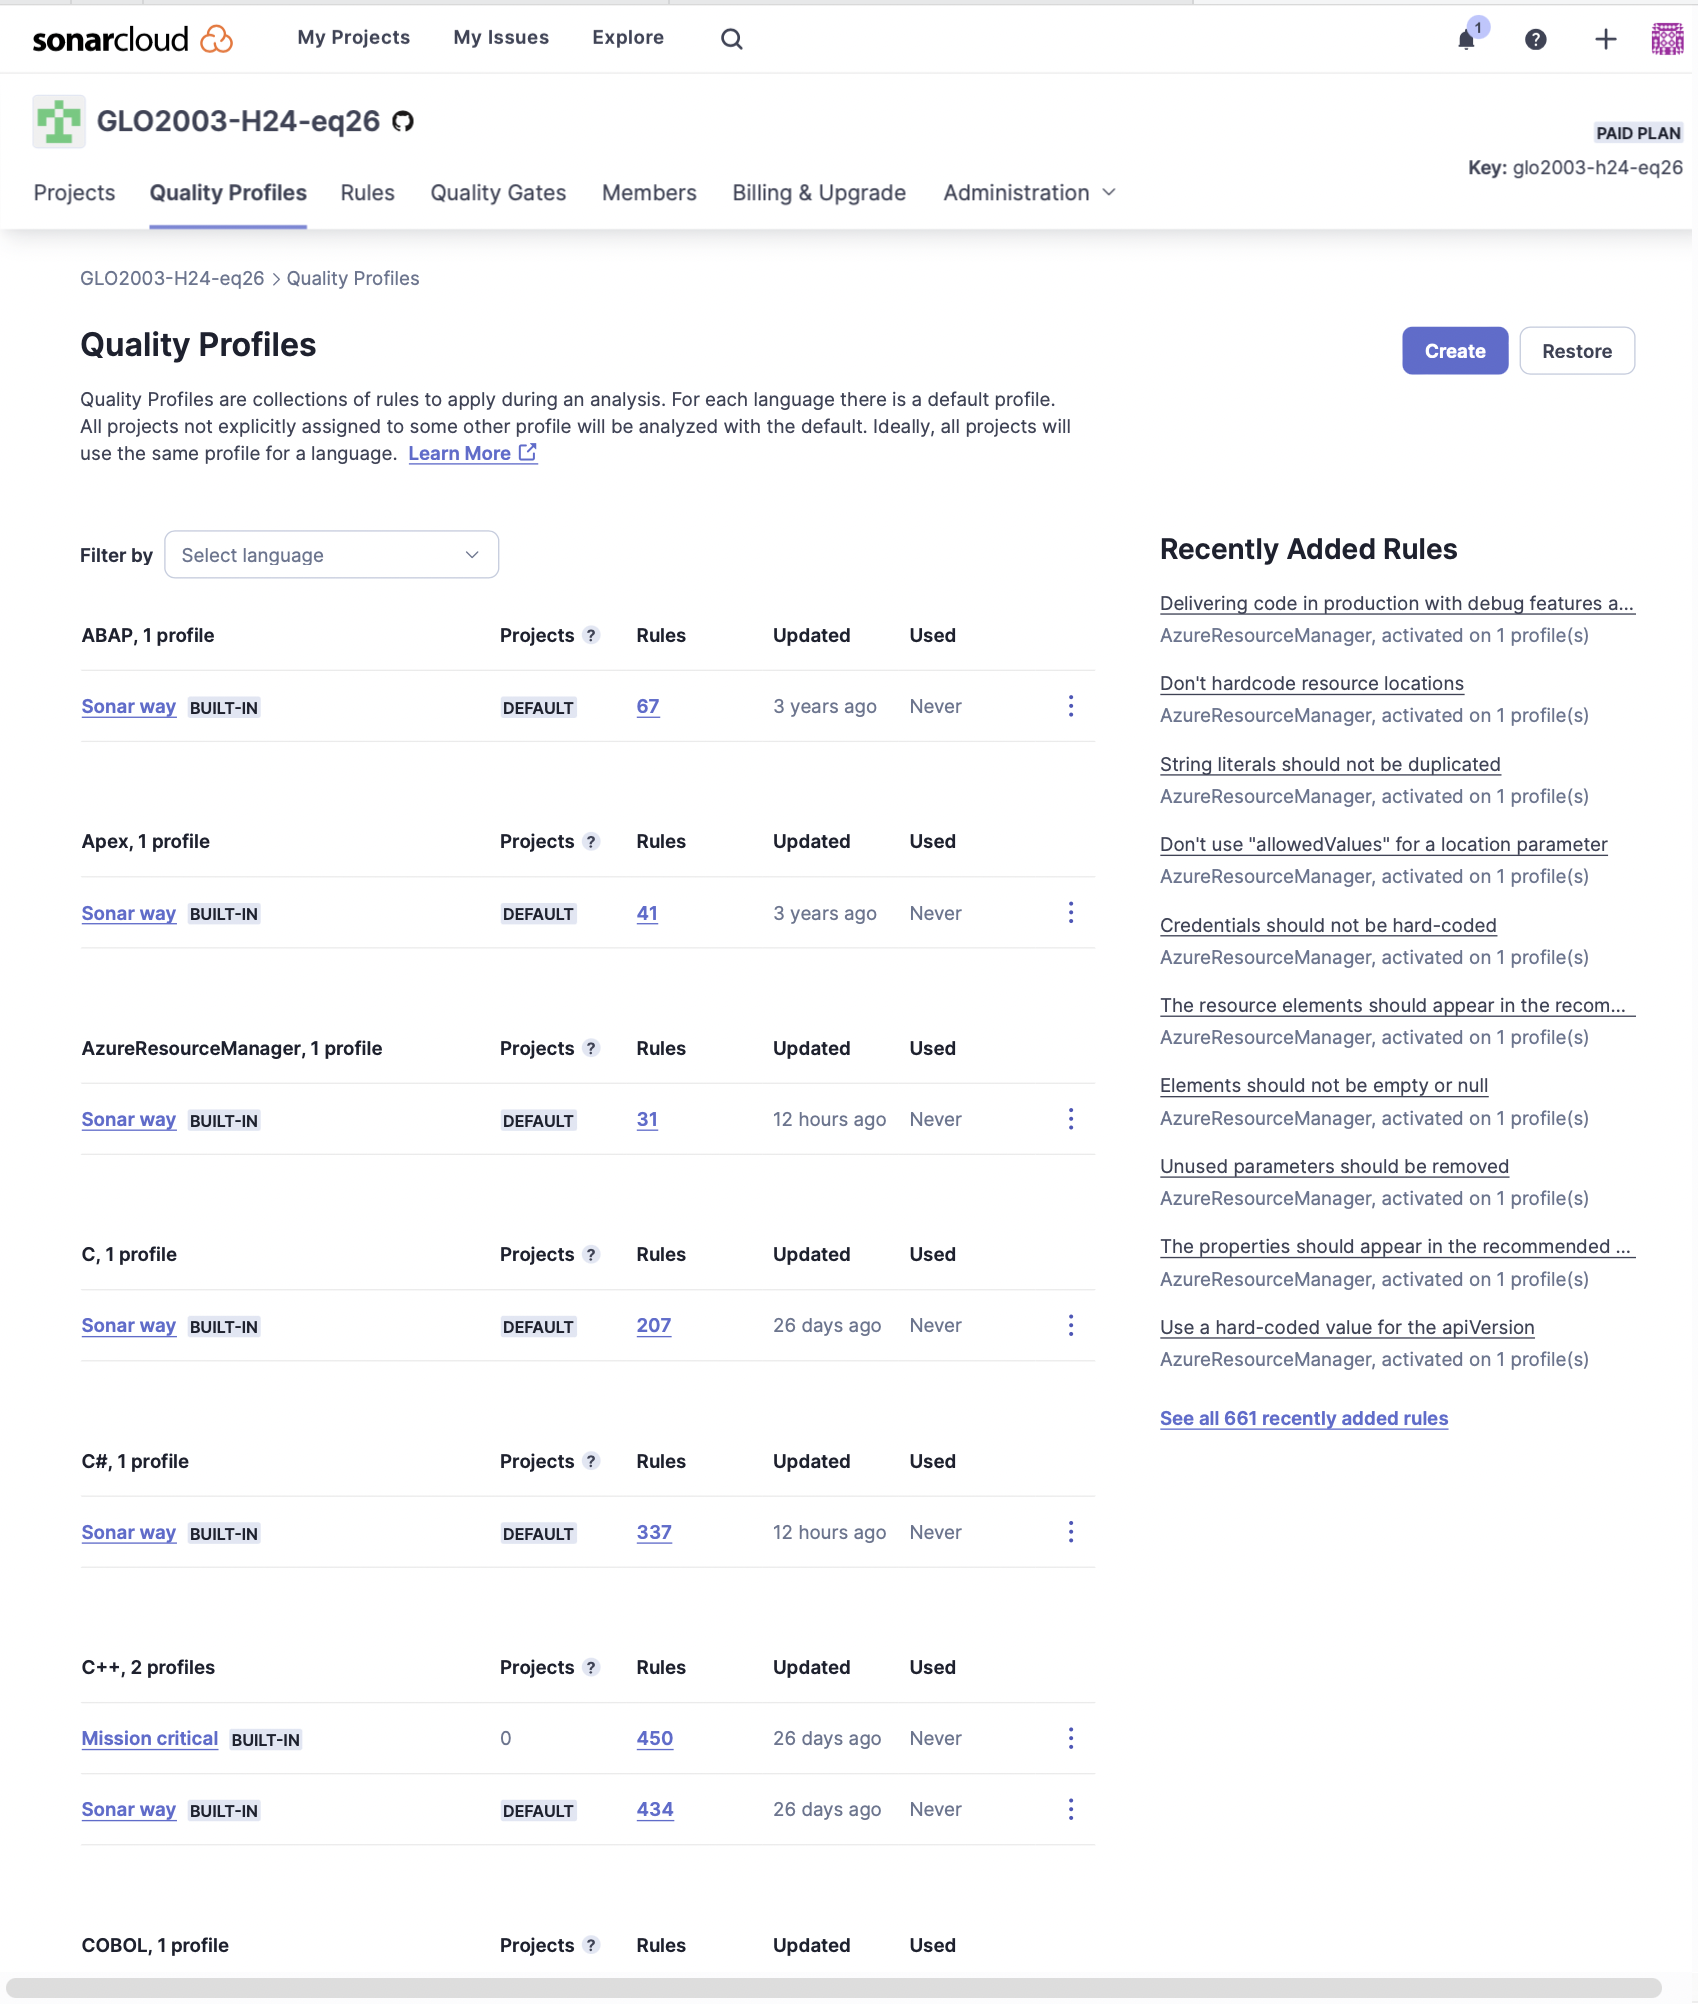 sonarcloud
My Projects My Issues Explore
1
GLO2003-H24-eq26
PAID PLAN
Key: glo2003-h24-eq26
Projects Quality Profiles Rules Quality Gates Members Billing & Upgrade Administration
GLO2003-H24-eq26 > Quality Profiles
Quality Profiles
Create Restore
Quality Profiles are collections of rules to apply during an analysis. For each language there is a default profile.
All projects not explicitly assigned to some other profile will be analyzed with the default. Ideally, all projects will
use the same profile for a language. Learn More
Filter by Select language
ABAP, 1 profile Projects ? Rules Updated Used
Sonar way BUILT-IN DEFAULT 67 3 years ago Never
Apex, 1 profile Projects ? Rules Updated Used
Sonar way BUILT-IN DEFAULT 41 3 years ago Never
AzureResourceManager, 1 profile Projects ? Rules Updated Used
Sonar way BUILT-IN DEFAULT 31 12 hours ago Never
C, 1 profile Projects ? Rules Updated Used
Sonar way BUILT-IN DEFAULT 207 26 days ago Never
C#, 1 profile Projects ? Rules Updated Used
Sonar way BUILT-IN DEFAULT 337 12 hours ago Never
C++, 2 profiles Projects ? Rules Updated Used
Mission critical BUILT-IN 0 450 26 days ago Never
Sonar way BUILT-IN DEFAULT 434 26 days ago Never
COBOL, 1 profile Projects ? Rules Updated Used
Recently Added Rules
Delivering code in production with debug features a...
AzureResourceManager, activated on 1 profile(s)
Don't hardcode resource locations
AzureResourceManager, activated on 1 profile(s)
String literals should not be duplicated
AzureResourceManager, activated on 1 profile(s)
Don't use "allowedValues" for a location parameter
AzureResourceManager, activated on 1 profile(s)
Credentials should not be hard-coded
AzureResourceManager, activated on 1 profile(s)
The resource elements should appear in the recom...
AzureResourceManager, activated on 1 profile(s)
Elements should not be empty or null
AzureResourceManager, activated on 1 profile(s)
Unused parameters should be removed
AzureResourceManager, activated on 1 profile(s)
The properties should appear in the recommended ...
AzureResourceManager, activated on 1 profile(s)
Use a hard-coded value for the apiVersion
AzureResourceManager, activated on 1 profile(s)
See all 661 recently added rules